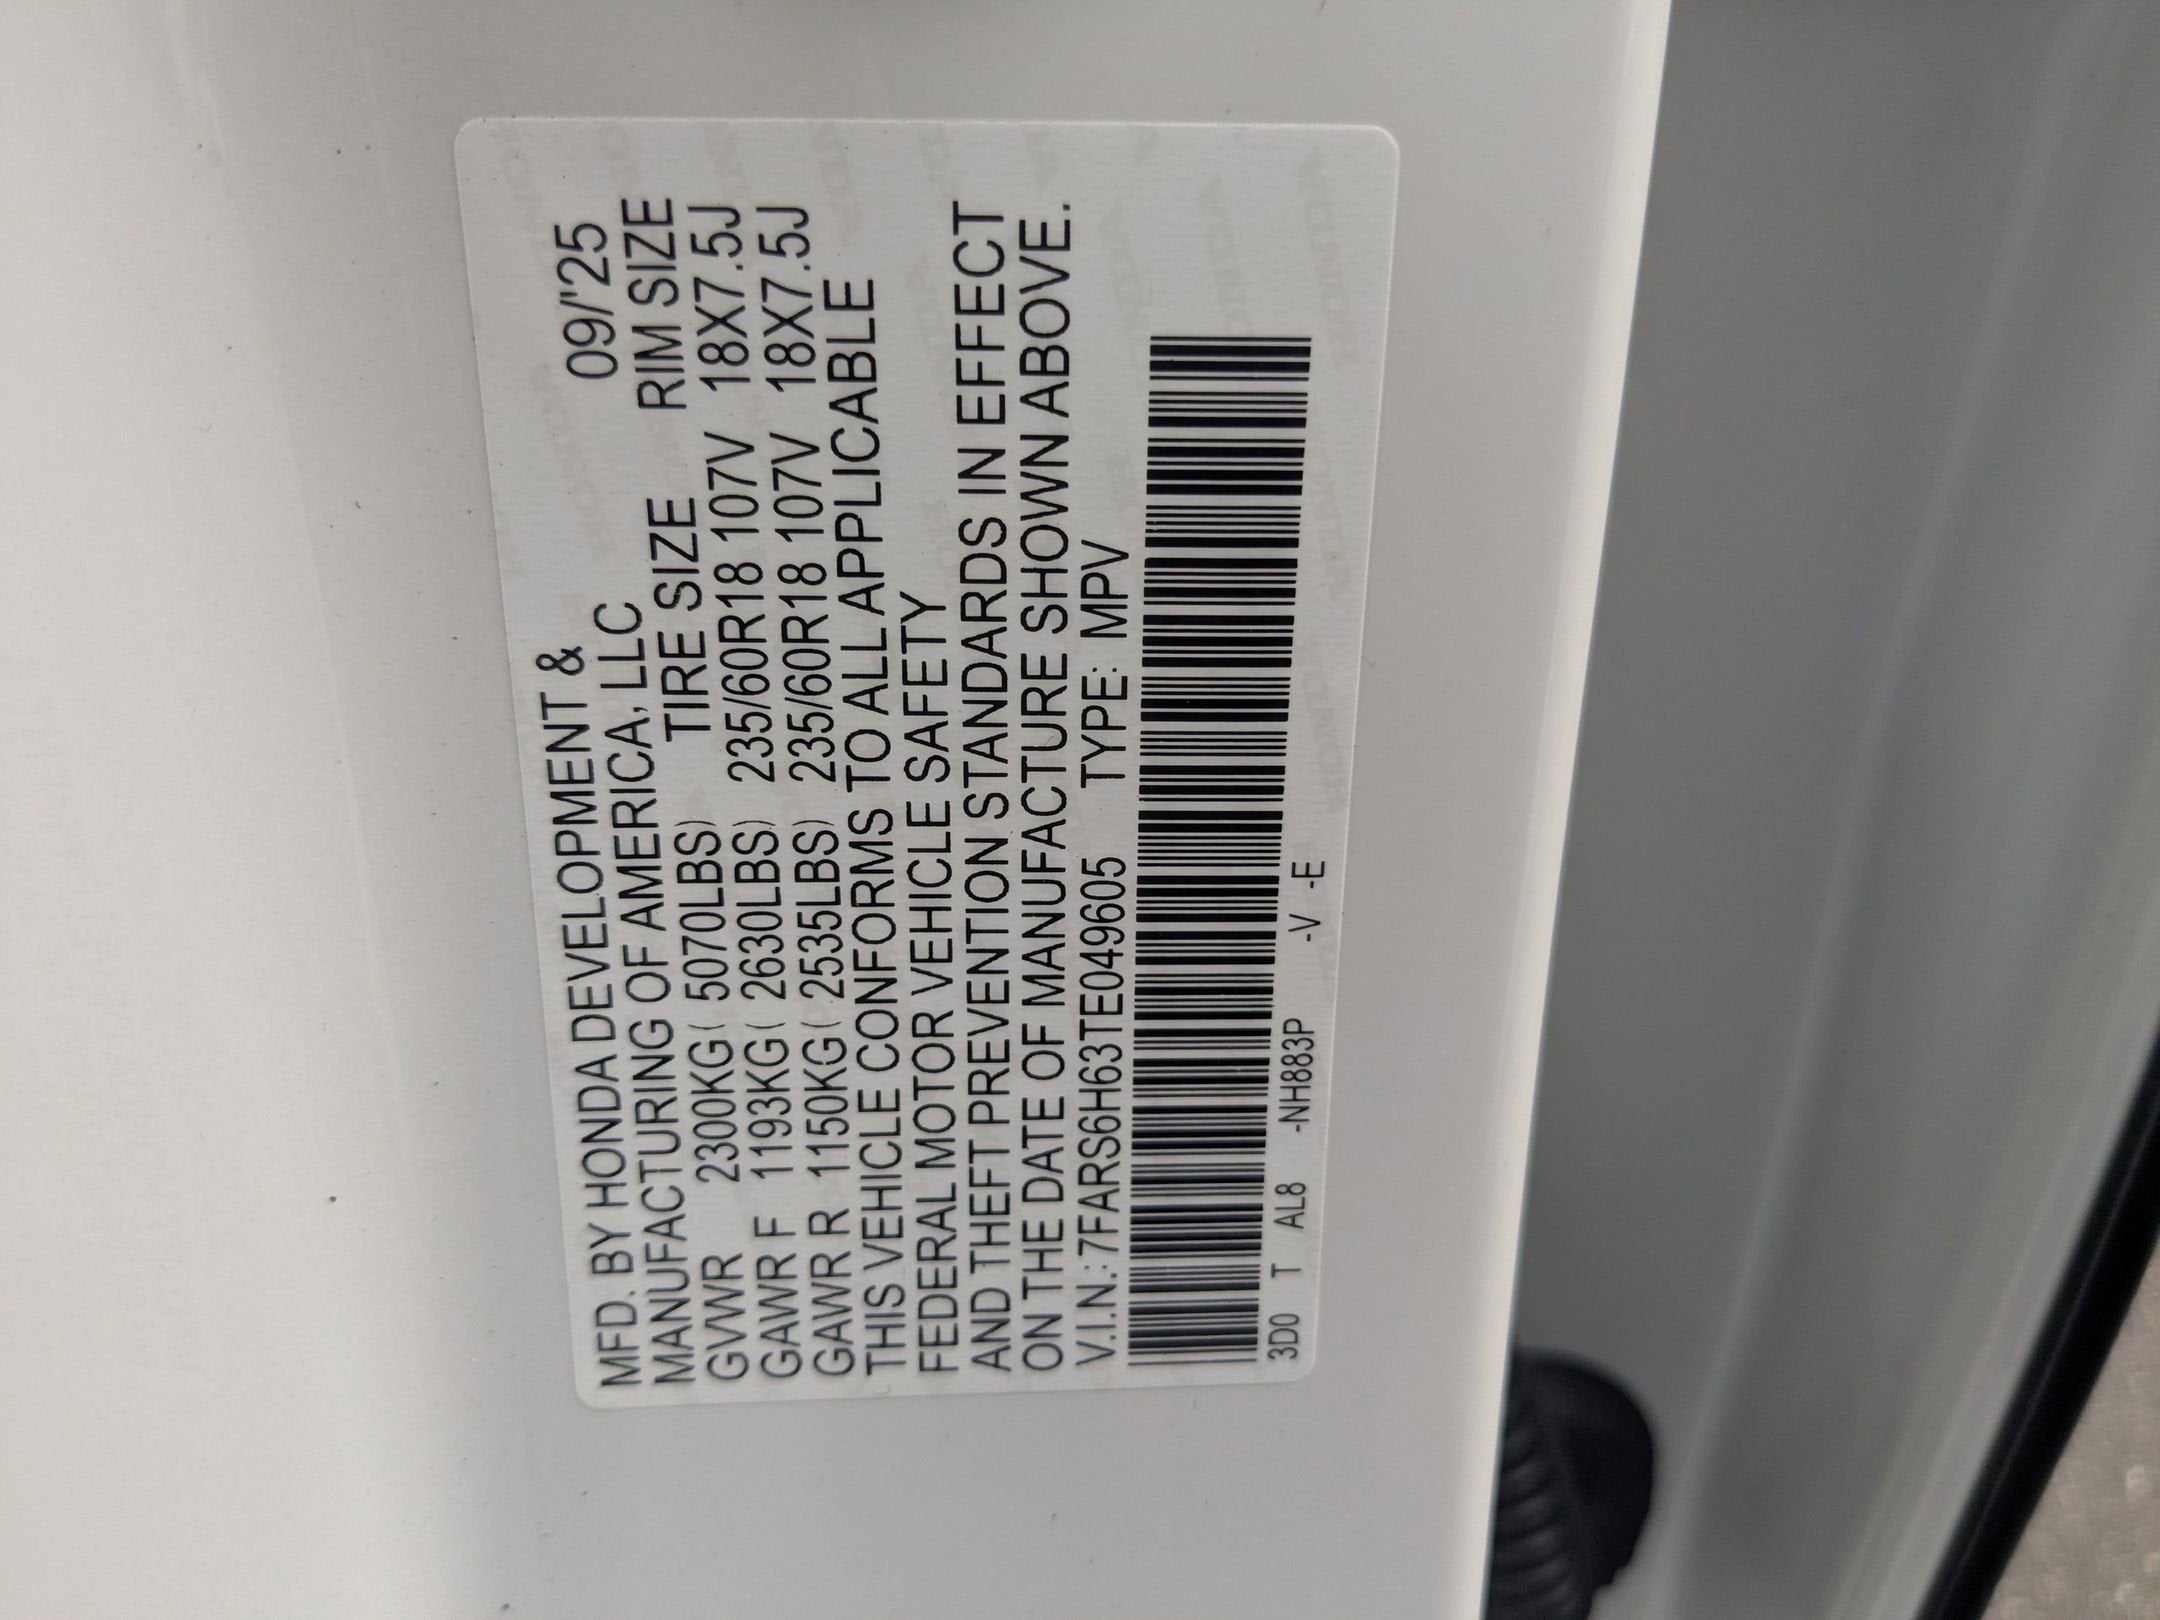 MFD. BY HONDA DEVELOPMENT &
MANUFACTURING OF AMERICA, LLC 09/'25
TIRE SIZE RIM SIZE
GVWR 2300KG( 5070LBS)
GAWR F 1193KG( 2630LBS) 235/60R18 107V 18X7.5J
GAWR R 1150KG( 2535LBS) 235/60R18 107V 18X7.5J
THIS VEHICLE CONFORMS TO ALL APPLICABLE
FEDERAL MOTOR VEHICLE SAFETY
AND THEFT PREVENTION STANDARDS IN EFFECT
ON THE DATE OF MANUFACTURE SHOWN ABOVE.
V.I.N.:7FARS6H63TE049605 TYPE: MPV
3D0 T AL8 -NH883P -V -E